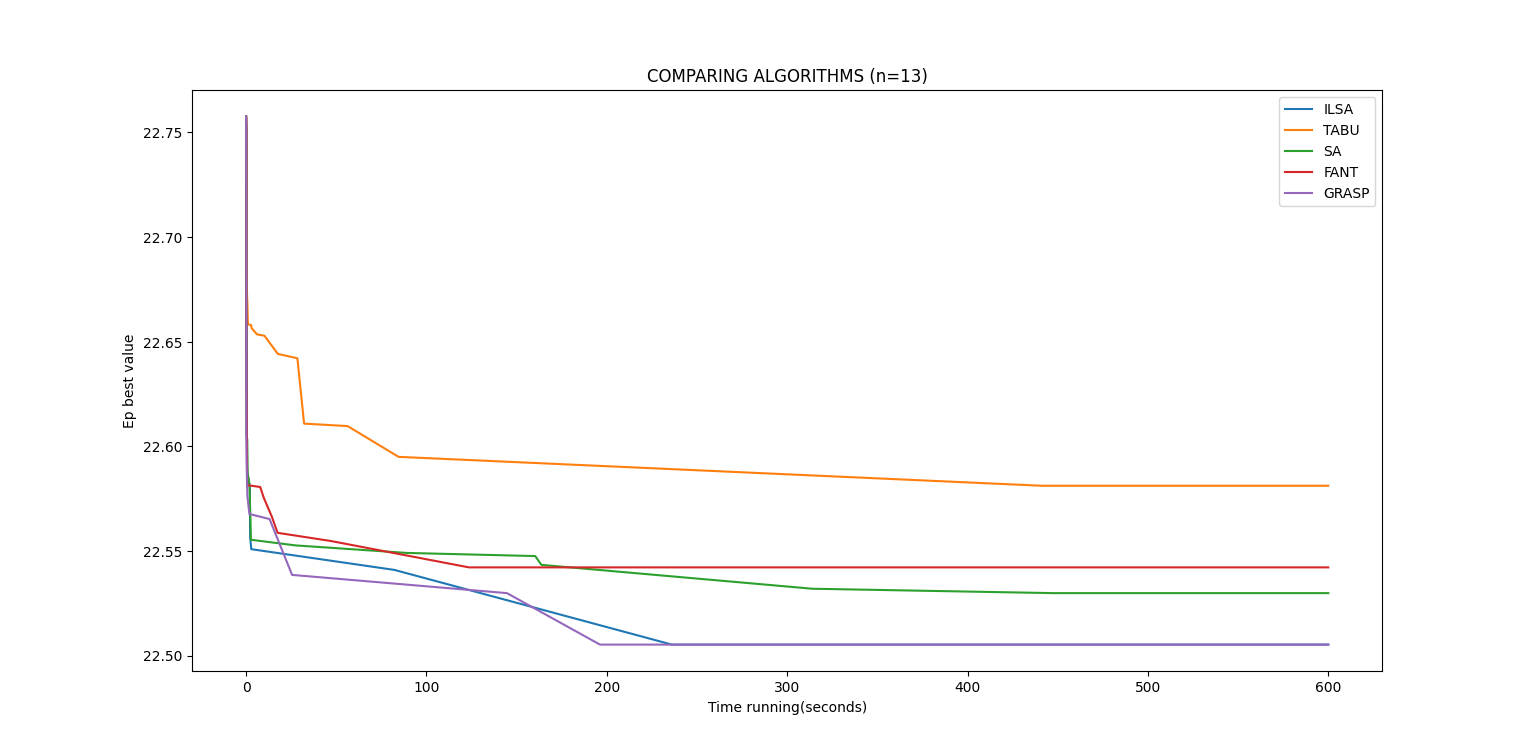 COMPARING ALGORITHMS (n=13)
ILSA
TABU
SA
FANT
GRASP
Ep best value
22.75
22.70
22.65
22.60
22.55
22.50
0 100 200 300 400 500 600
Time running(seconds)